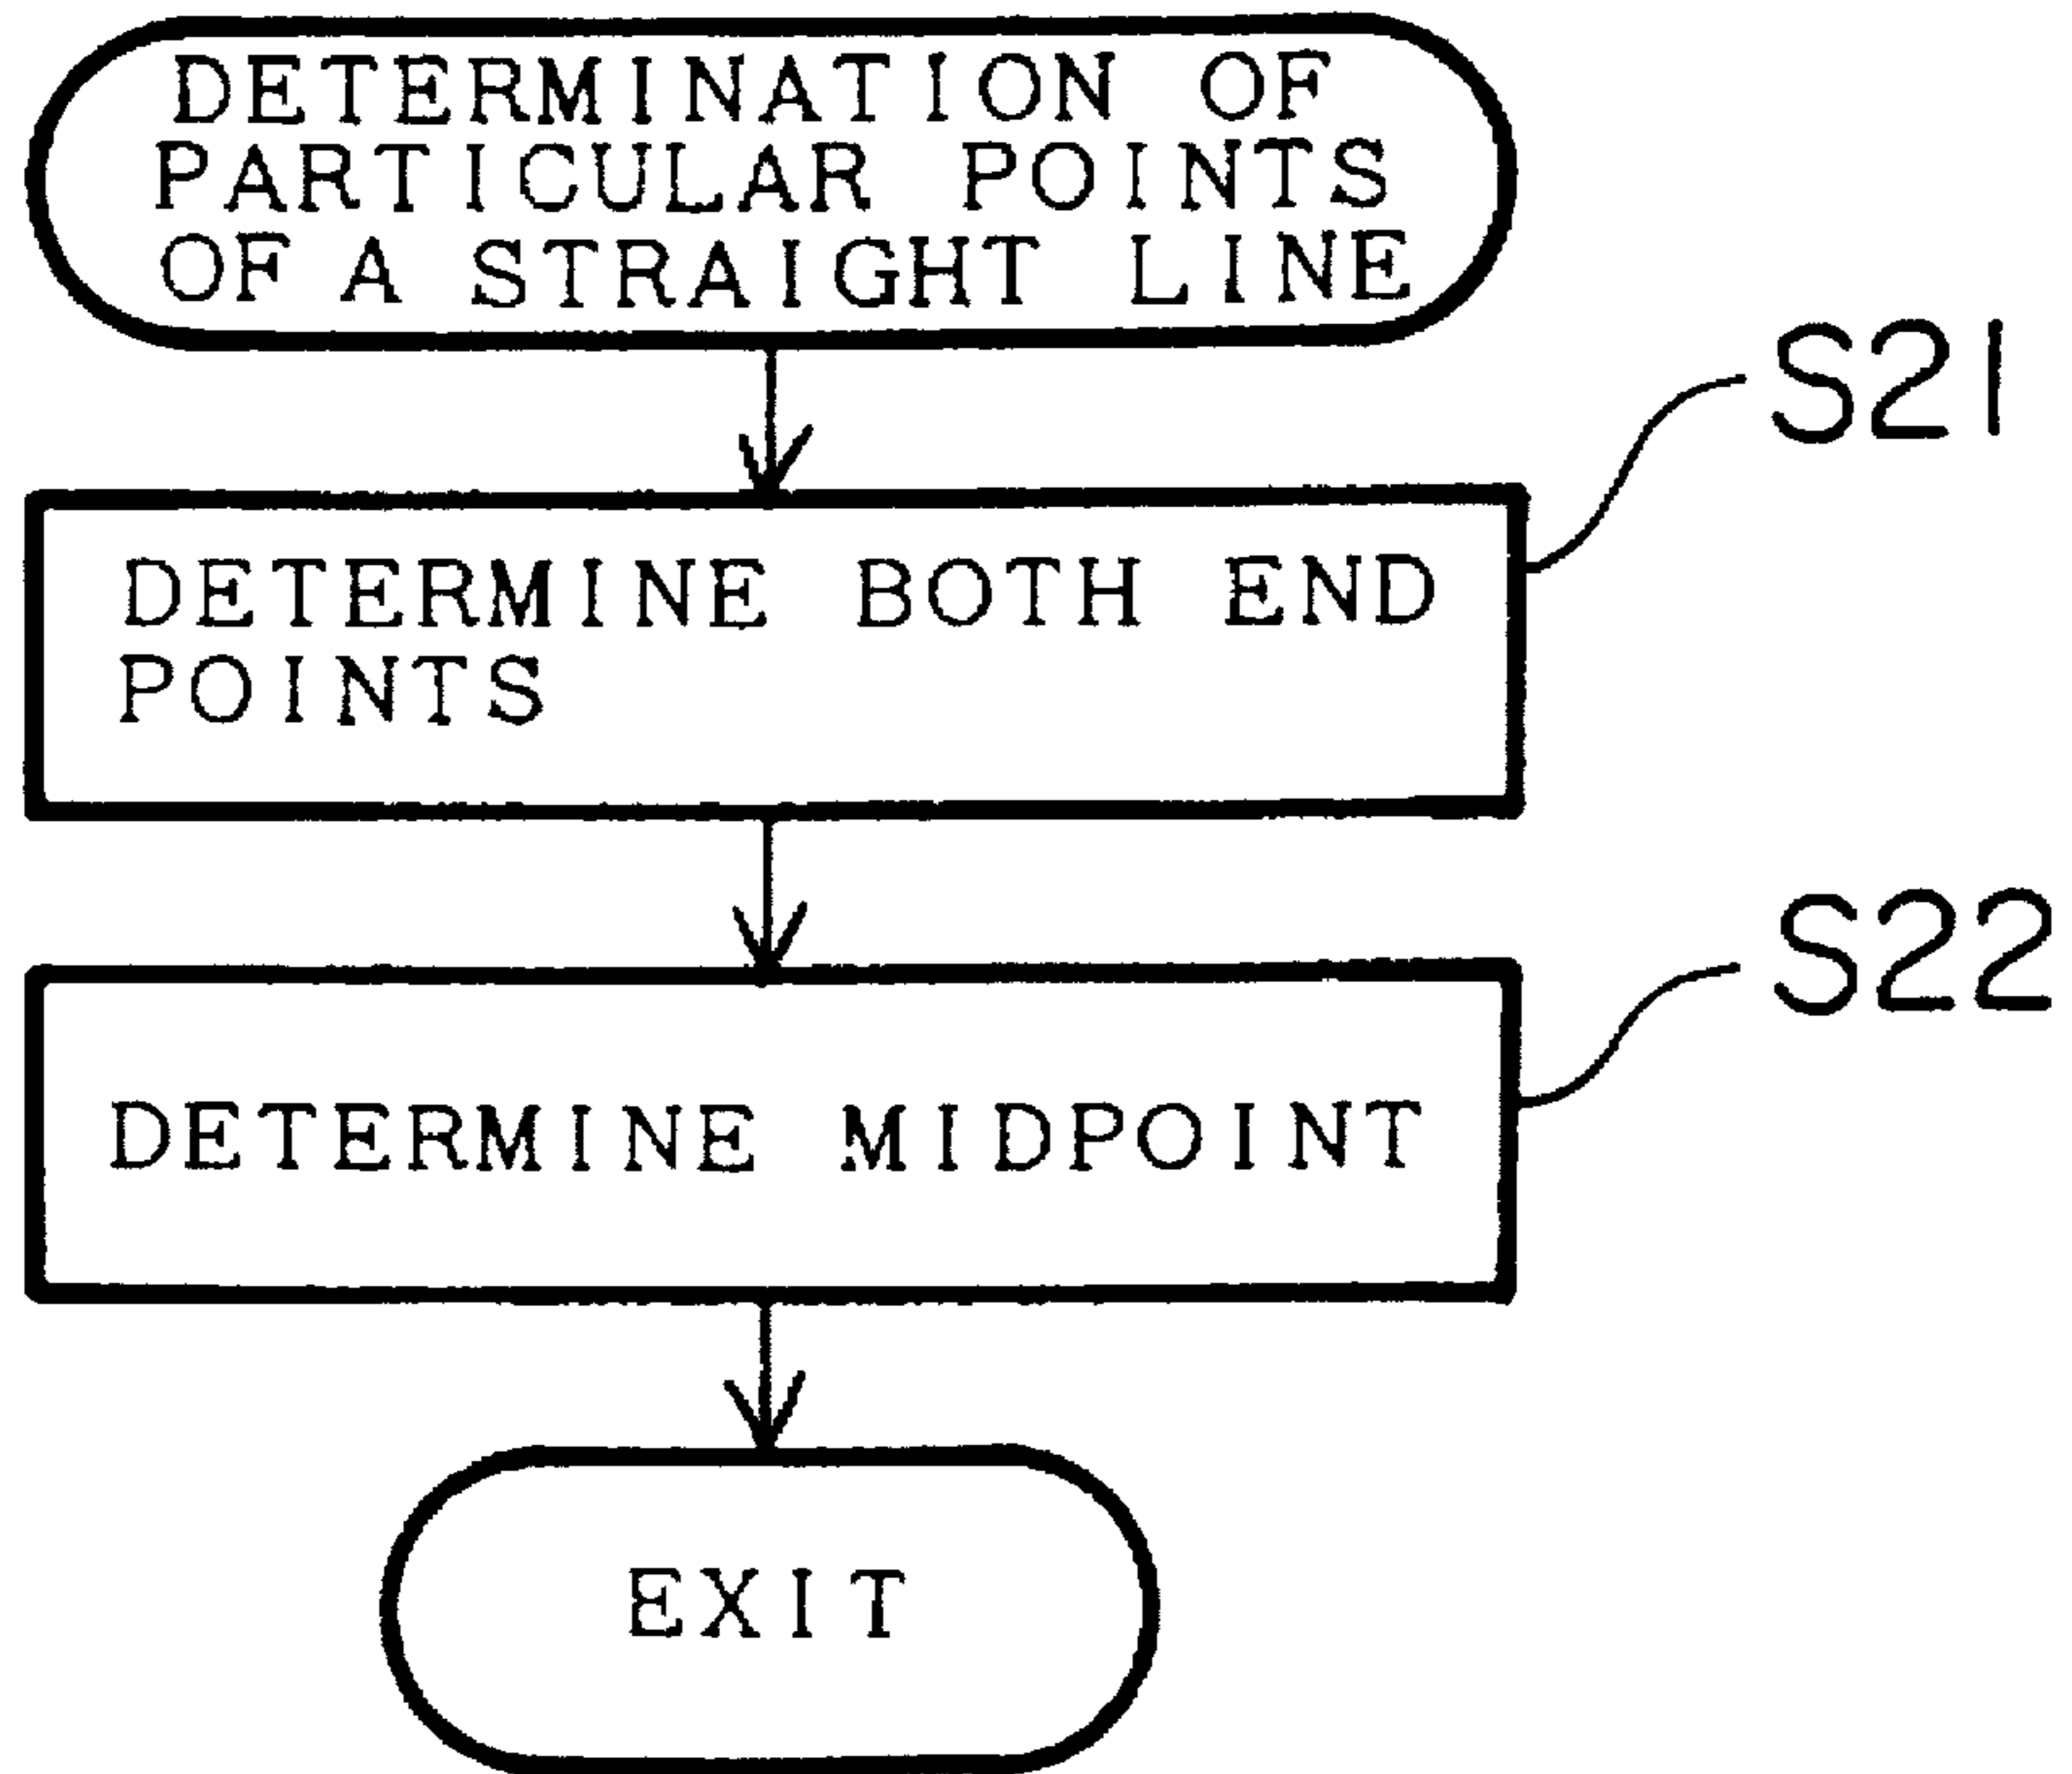 DETERMINATION OF
PARTICULAR POINTS
OF A STRAIGHT LINE
S21
DETERMINE BOTH END
POINTS
S22
DETERMINE MIDPOINT
EXIT